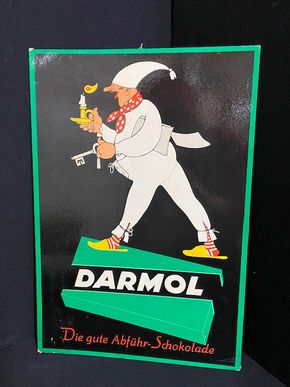 DARMOL
Die gute Abführ-Schokolade